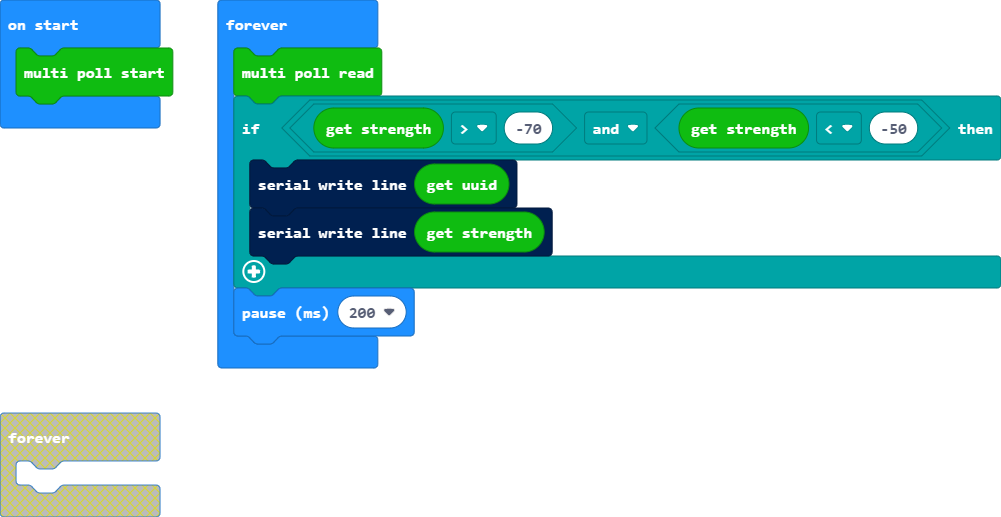 on start
multi poll start
forever
multi poll read
if get strength > -70 and get strength < -50 then
serial write line get uuid
serial write line get strength
pause (ms) 200
forever